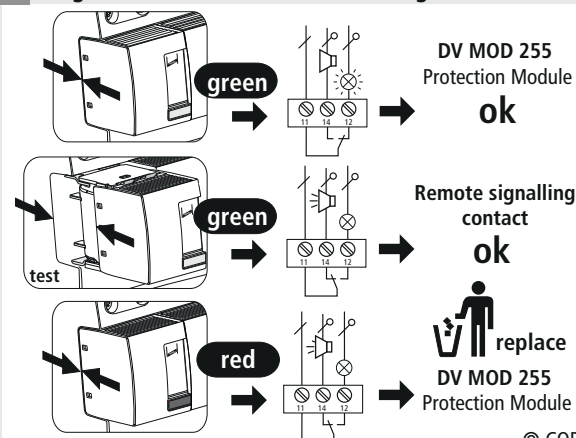 green
11 14 12
DV MOD 255
Protection Module
ok
test
green
11 14 12
Remote signalling
contact
ok
red
11 14 12
replace
DV MOD 255
Protection Module